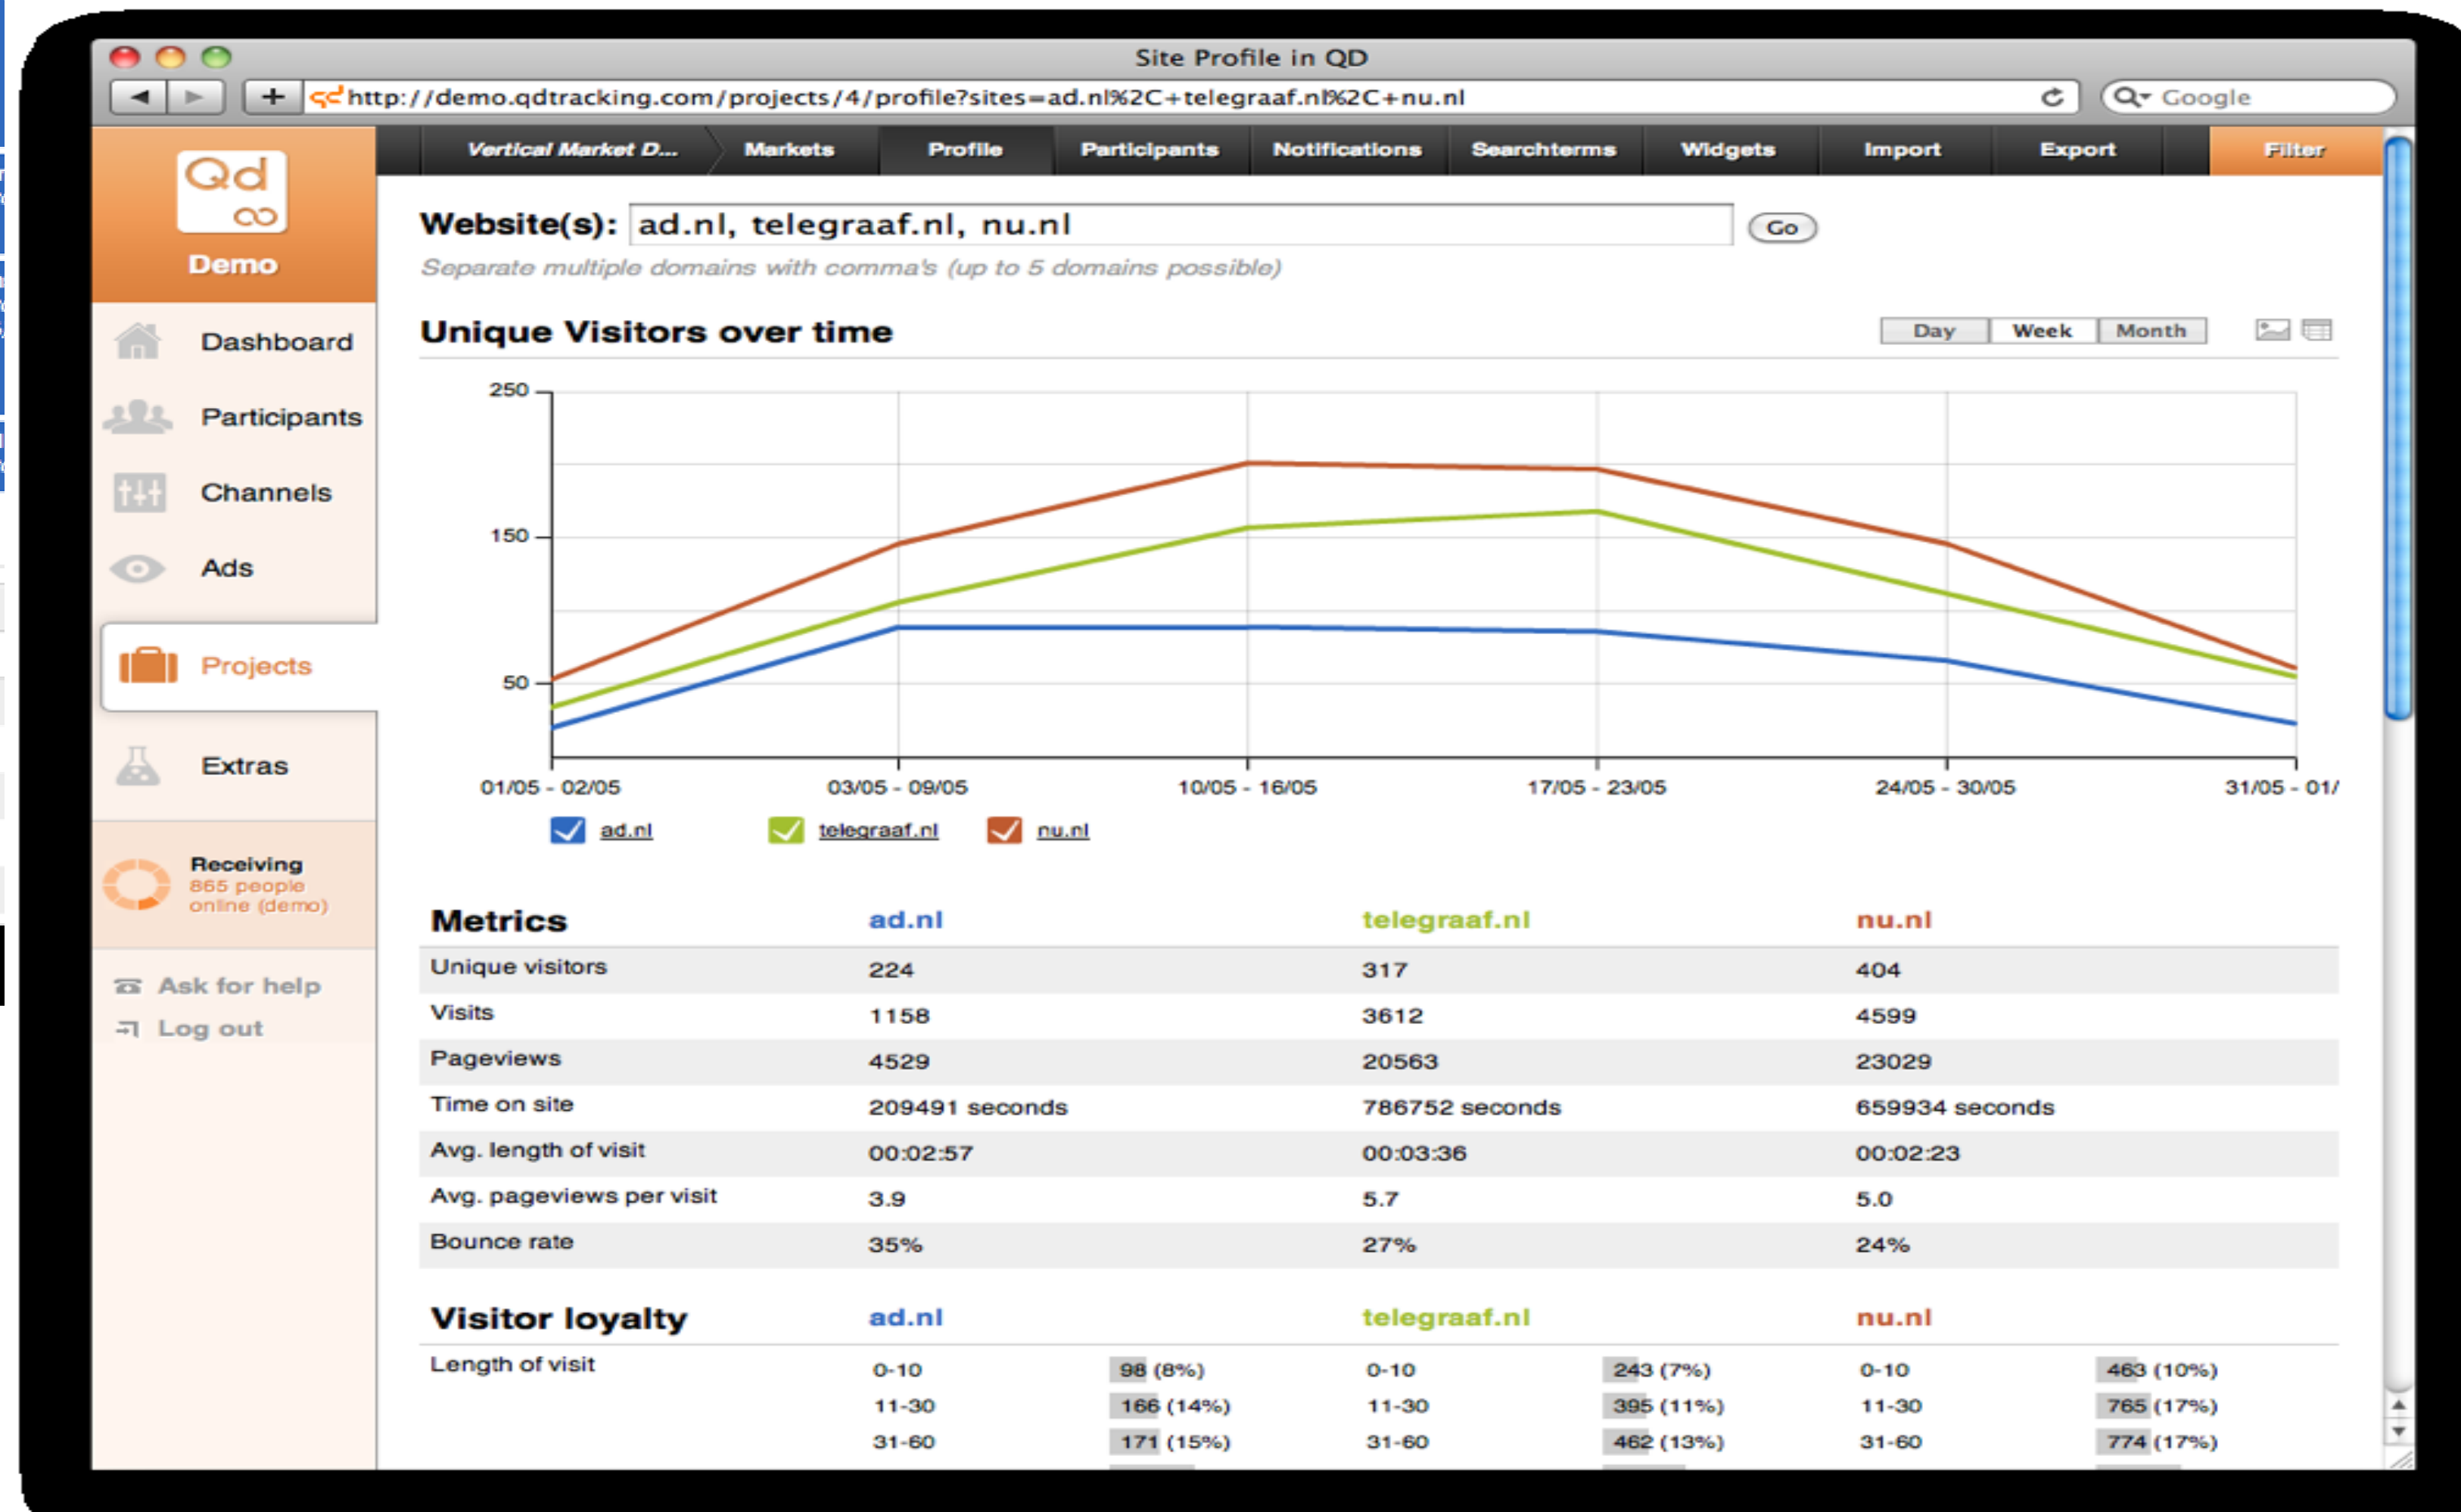 Site Profile in QD
http://demo.qdtracking.com/projects/4/profile?sites=ad.nl%2C+telegraaf.nl%2C+nu.nl
Google
Qd
Demo
Vertical Market D... Markets Profile Participants Notifications Searchterms Widgets Import Export Filter
Website(s): ad.nl, telegraaf.nl, nu.nl Go
Separate multiple domains with comma's (up to 5 domains possible)
Dashboard
Participants
Channels
Ads
Projects
Extras
Receiving
865 people
online (demo)
Ask for help
Log out
Unique Visitors over time Day Week Month
250
150
50
01/05 - 02/05 03/05 - 09/05 10/05 - 16/05 17/05 - 23/05 24/05 - 30/05 31/05 - 01/
ad.nl telegraaf.nl nu.nl
Metrics ad.nl telegraaf.nl nu.nl
Unique visitors 224 317 404
Visits 1158 3612 4599
Pageviews 4529 20563 23029
Time on site 209491 seconds 786752 seconds 659934 seconds
Avg. length of visit 00:02:57 00:03:36 00:02:23
Avg. pageviews per visit 3.9 5.7 5.0
Bounce rate 35% 27% 24%
Visitor loyalty ad.nl telegraaf.nl nu.nl
Length of visit 0-10 98 (8%) 0-10 243 (7%) 0-10 463 (10%)
11-30 166 (14%) 11-30 395 (11%) 11-30 765 (17%)
31-60 171 (15%) 31-60 462 (13%) 31-60 774 (17%)